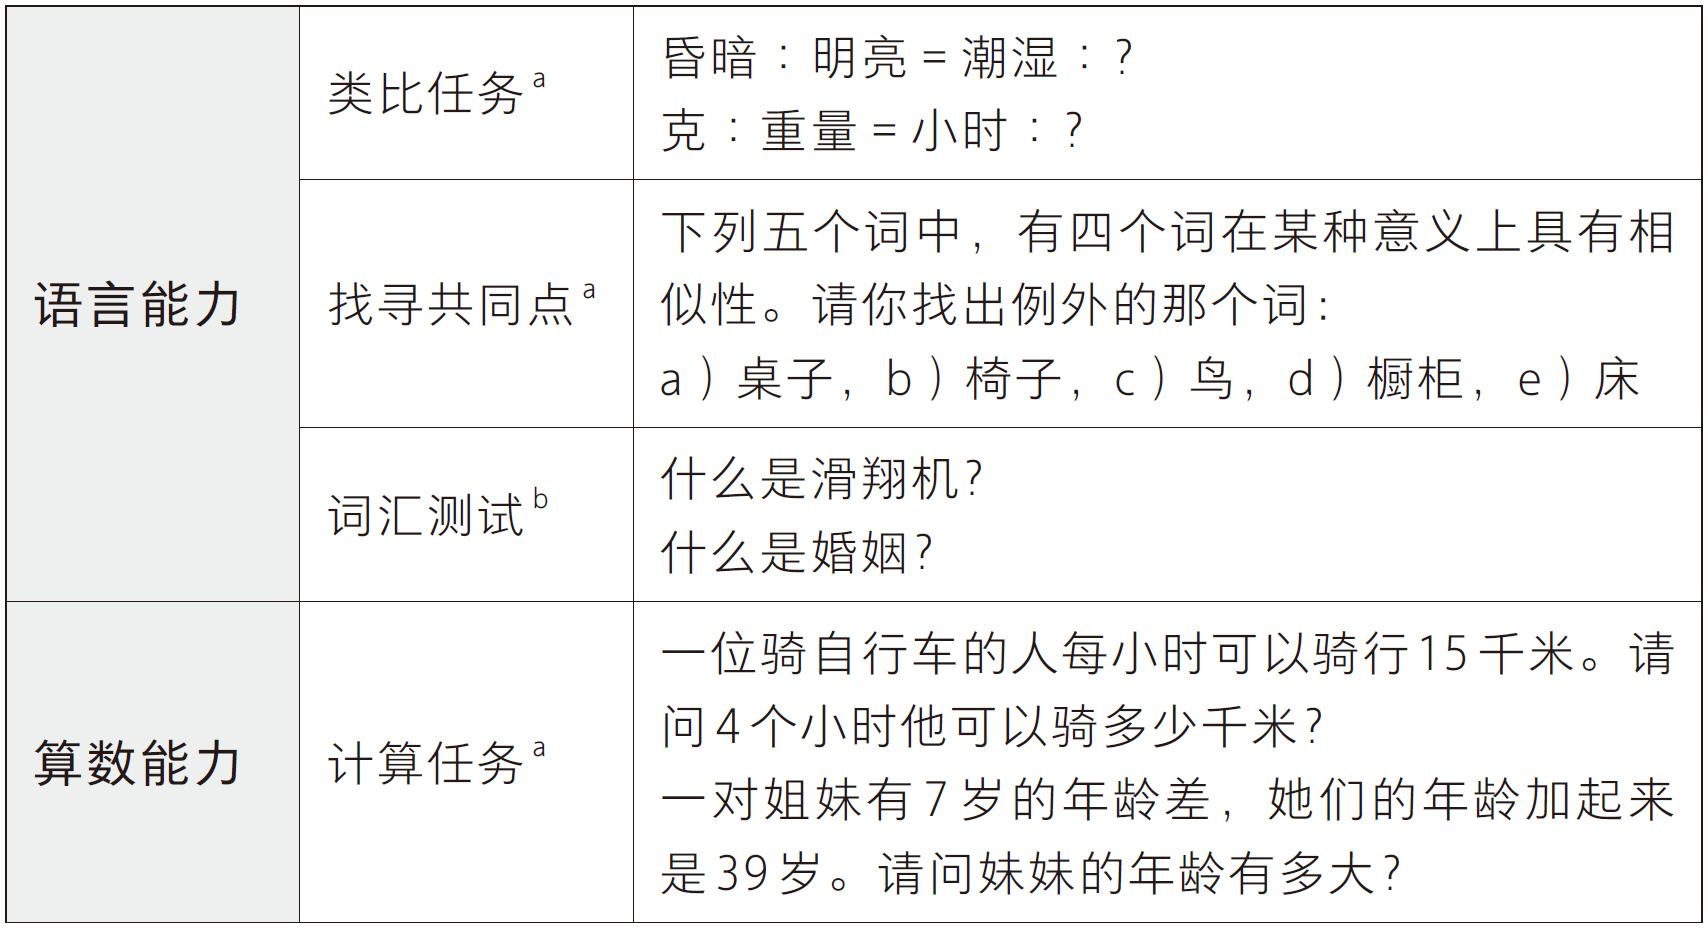 语言能力
类比任务a
昏暗：明亮=潮湿：?
克：重量=小时：?
找寻共同点a
下列五个词中，有四个词在某种意义上具有相
似性。请你找出例外的那个词：
a）桌子，b）椅子，c）鸟，d）橱柜，e）床
词汇测试b
什么是滑翔机?
什么是婚姻?
算数能力
计算任务a
一位骑自行车的人每小时可以骑行15千米。请
问4个小时他可以骑多少千米?
一对姐妹有7岁的年龄差，她们的年龄加起来
是39岁。请问妹妹的年龄有多大?